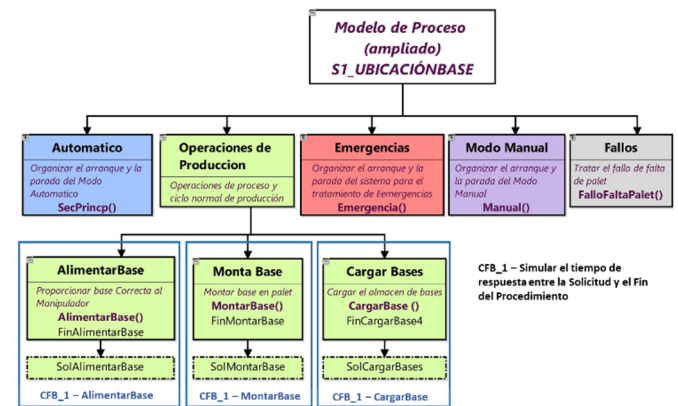 Modelo de Proceso
(ampliado)
S1_UBICACIÓNBASE
Automatico
Organizar el arranque y la
parada del Modo
Automatico
SecPrincp()
Operaciones de
Produccion
Operaciones de proceso y
ciclo normal de producción
Emergencias
Organizar el arranque y la
parada del sistema para el
tratamiento de Eemergencias
Emergencia()
Modo Manual
Organizar el arranque y
la parada del Modo
Manual
Manual()
Fallos
Tratar el fallo de falta
de palet
FalloFaltaPalet()
AlimentarBase
Proporcionar base Correcta al
Manipulador
AlimentarBase()
FinAlimentarBase
SolAlimentarBase
CFB_1 – AlimentarBase
Monta Base
Montar base en palet
MontarBase()
FinMontarBase
SolMontarBase
CFB_1 – MontarBase
Cargar Bases
Cargar el almacen de bases
CargarBase ()
FinCargarBase4
SolCargarBases
CFB_1 – CargarBase
CFB_1 – Simular el tiempo de
respuesta entre la Solicitud y el Fin
del Procedimiento